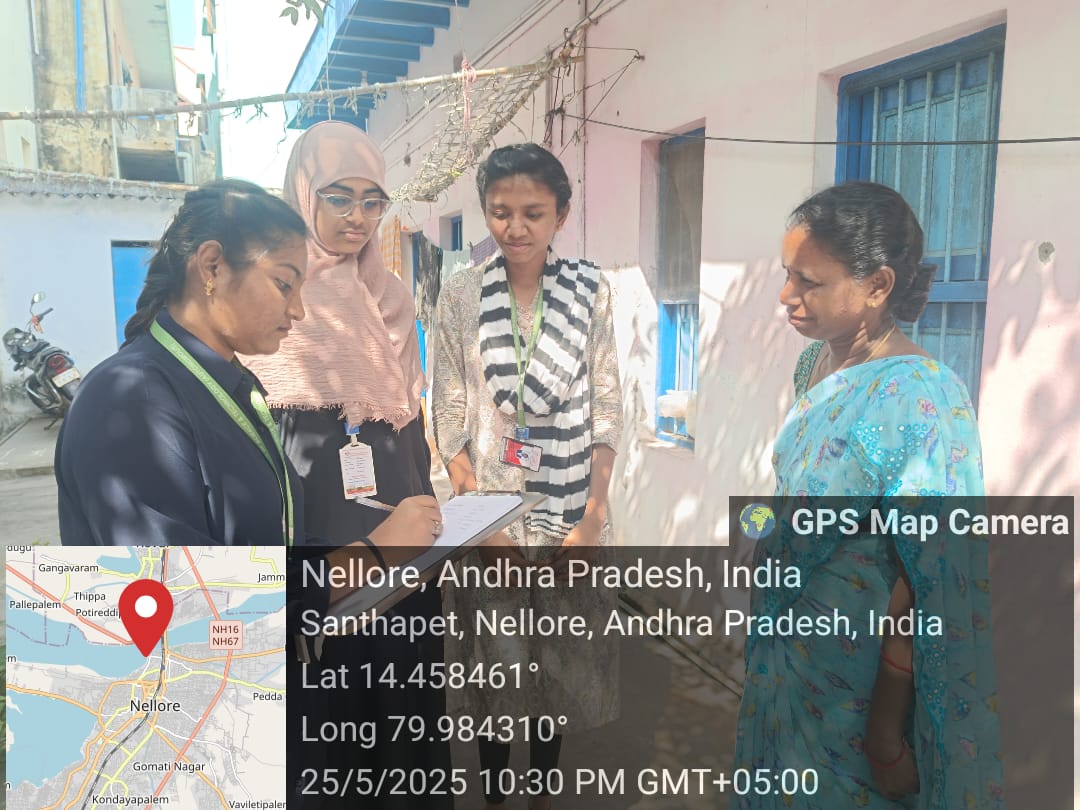 GPS Map Camera
Nellore, Andhra Pradesh, India
Santhapet, Nellore, Andhra Pradesh, India
Lat 14.458461°
Long 79.984310°
25/5/2025 10:30 PM GMT+05:00
Gangavaram
Jamm
Thippa
Pallepalem
NH16
NH67
Pedda
Nellore
Gomati Nagar
Kondayapalem
Vaviletipaler